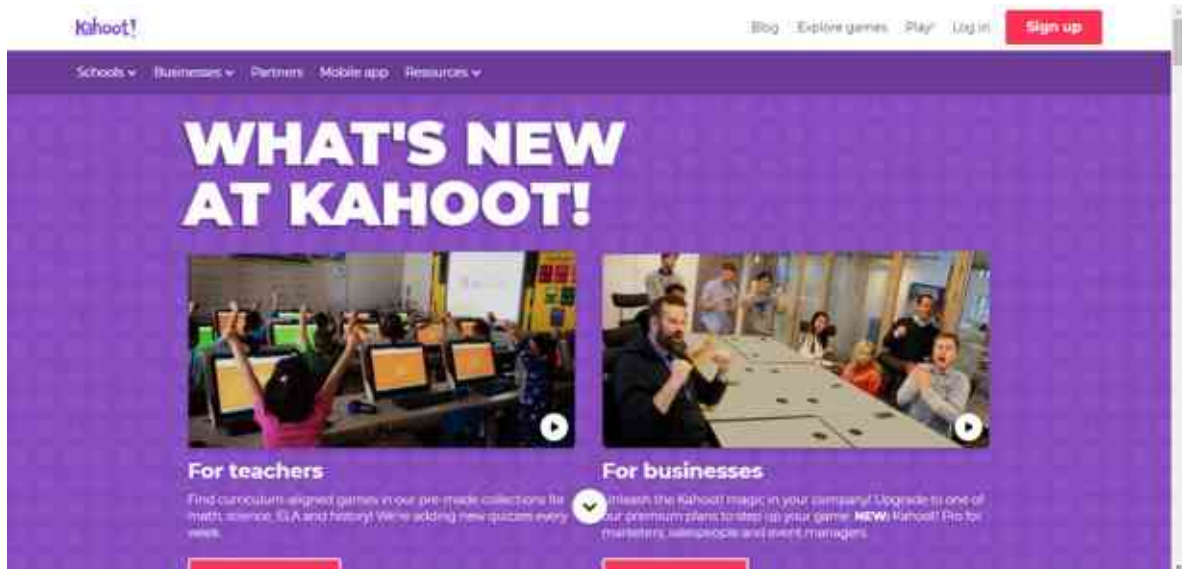 Kahoot!
Blog Explore games Play! Log in Sign up
Schools Businesses Partners Mobile app Resources
WHAT'S NEW
AT KAHOOT!
For teachers
Find curriculum-aligned games in our pre-made collections for
math, science, ELA and history! We're adding new quizzes every
week.
For businesses
Unleash the Kahoot! magic in your company! Upgrade to one of
our premium plans to step up your game. NEW: Kahoot! Pro for
marketers, salespeople and event managers.